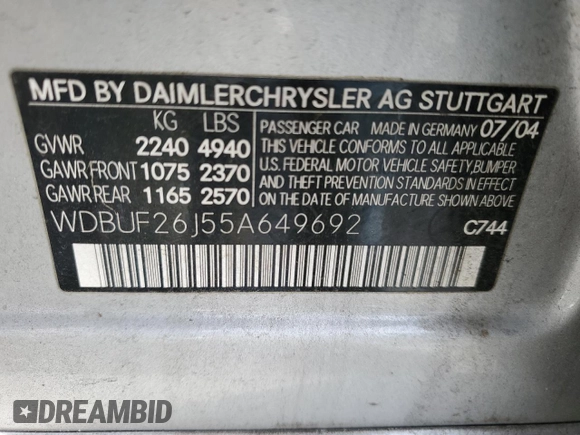 MFD BY DAIMLERCHRYSLER AG STUTTGART
KG LBS
GVWR 2240 4940
GAWR FRONT 1075 2370
GAWR REAR 1165 2570
PASSENGER CAR MADE IN GERMANY 07/04
THIS VEHICLE CONFORMS TO ALL APPLICABLE
U.S. FEDERAL MOTOR VEHICLE SAFETY, BUMPER
AND THEFT PREVENTION STANDARDS IN EFFECT
ON THE DATE OF MANUFACTURE SHOWN ABOVE.
WDBUF26J55A649692
C744
DREAMBID